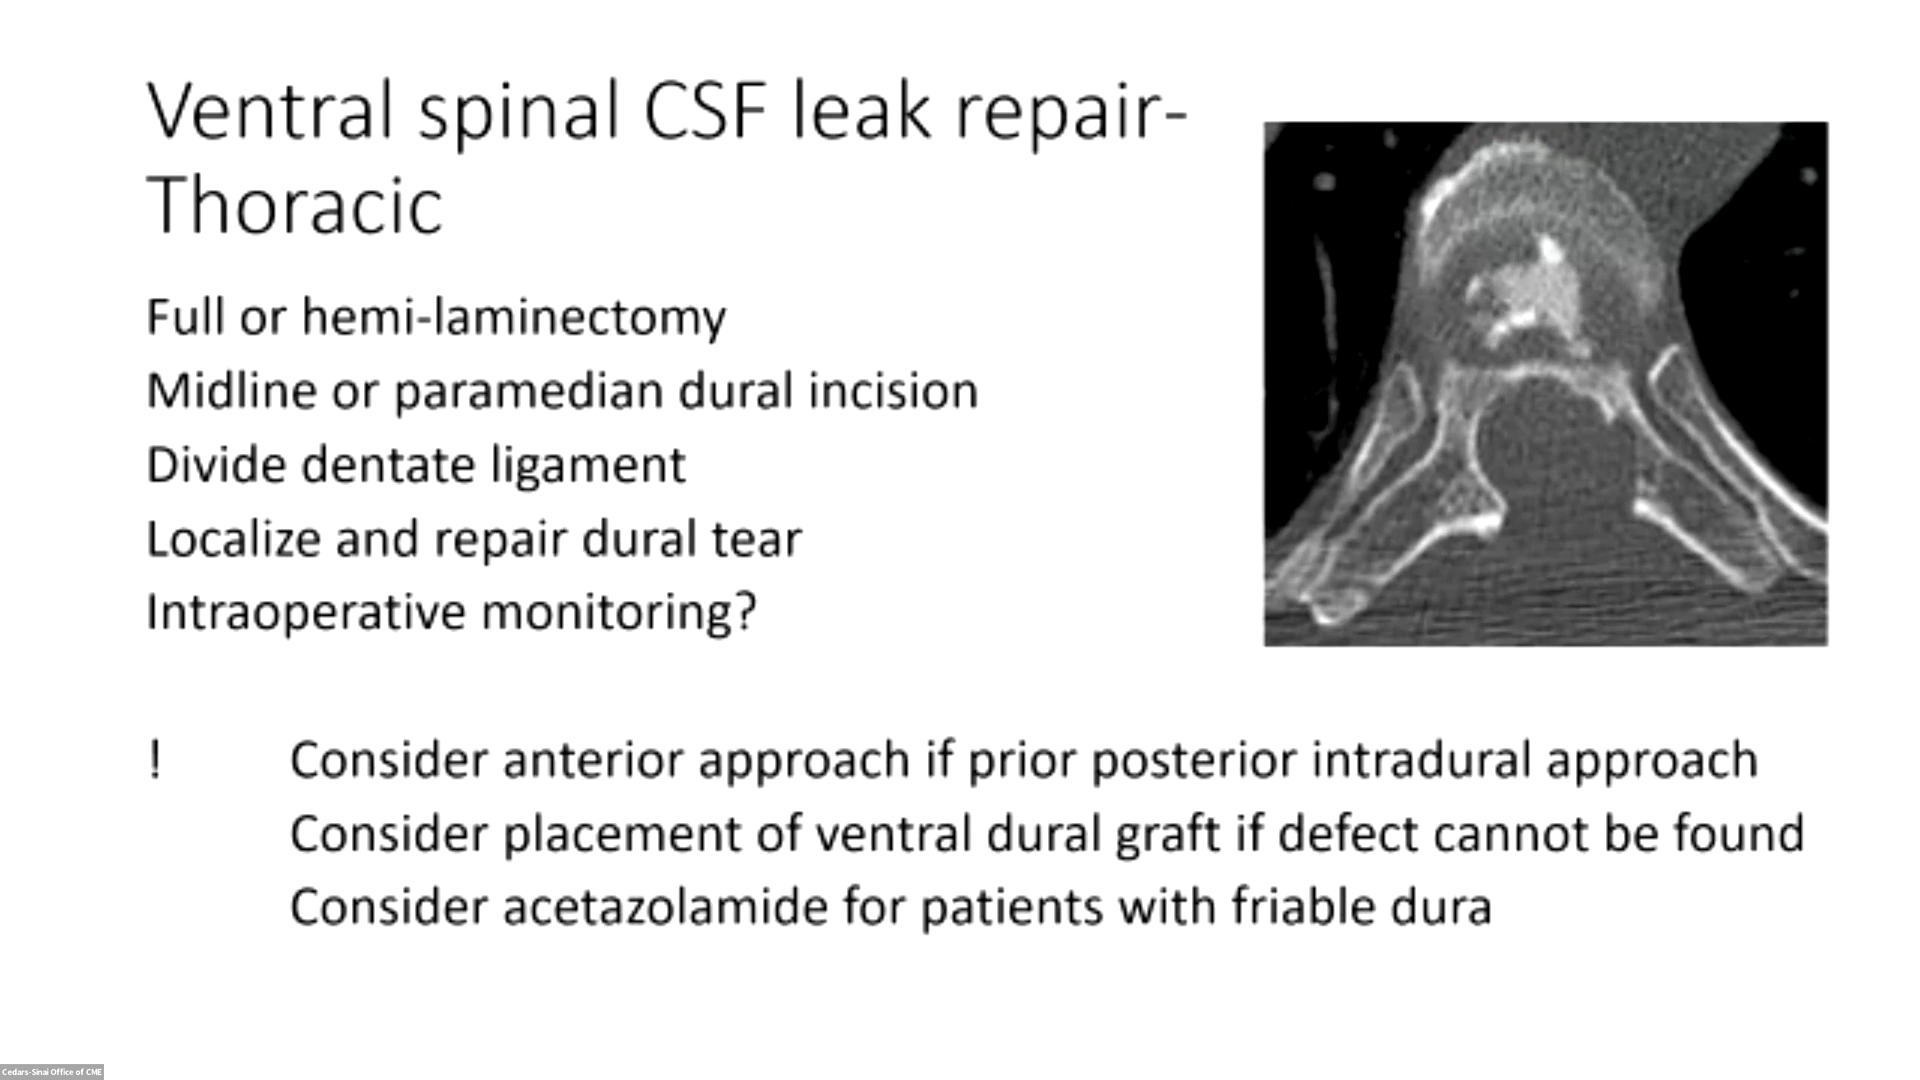 Ventral spinal CSF leak repair-
Thoracic
Full or hemi-laminectomy
Midline or paramedian dural incision
Divide dentate ligament
Localize and repair dural tear
Intraoperative monitoring?
! Consider anterior approach if prior posterior intradural approach
Consider placement of ventral dural graft if defect cannot be found
Consider acetazolamide for patients with friable dura
Cedars-Sinai Office of CME